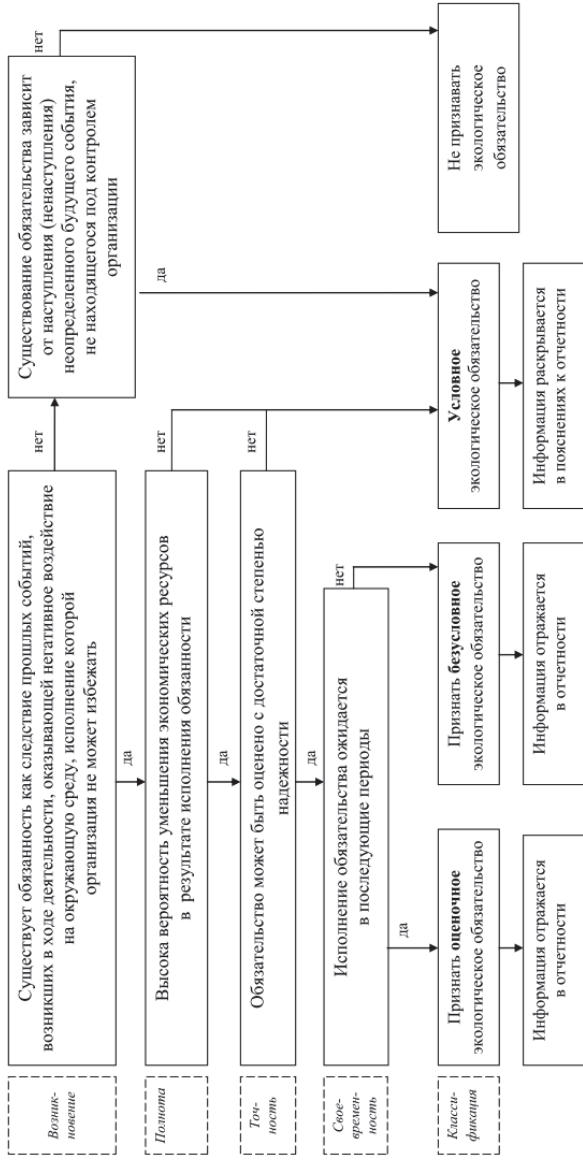 Возник-
новение
Существует обязанность как следствие прошлых событий,
возникших в ходе деятельности, оказывающей негативное воздействие
на окружающую среду, исполнение которой
организация не может избежать
нет
Существование обязательства зависит
от наступления (ненаступления)
неопределенного будущего события,
не находящегося под контролем
организации
нет
да
да
Полнота
Высока вероятность уменьшения экономических ресурсов
в результате исполнения обязанности
нет
да
Точ-
ность
Обязательство может быть оценено с достаточной степенью
надежности
нет
да
Свое-
времен-
ность
Исполнение обязательства ожидается
в последующие периоды
нет
да
Класси-
фикация
Признать оценочное
экологическое обязательство
Признать безусловное
экологическое обязательство
Условное
экологическое обязательство
Не признавать
экологическое
обязательство
Информация отражается
в отчетности
Информация отражается
в отчетности
Информация раскрывается
в пояснениях к отчетности